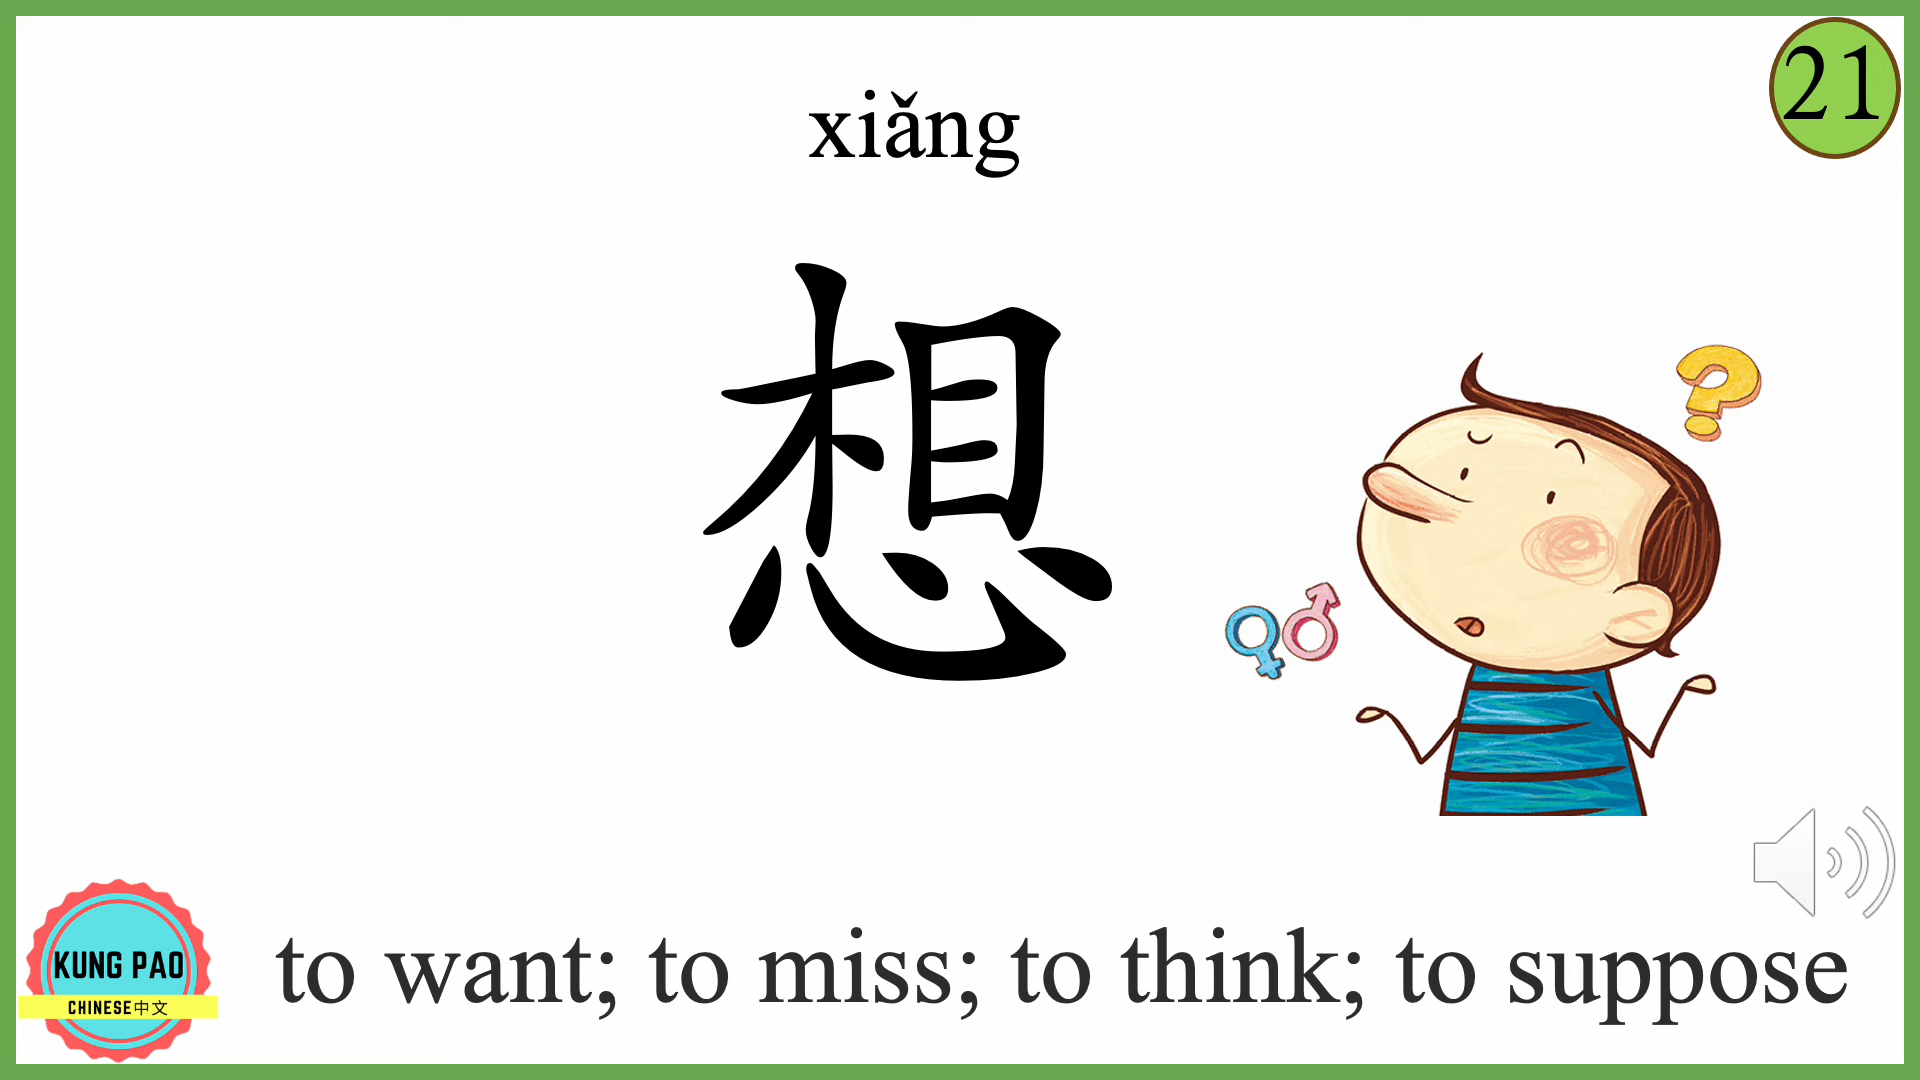 21
xiǎng
想
to want; to miss; to think; to suppose
KUNG PAO
CHINESE中文